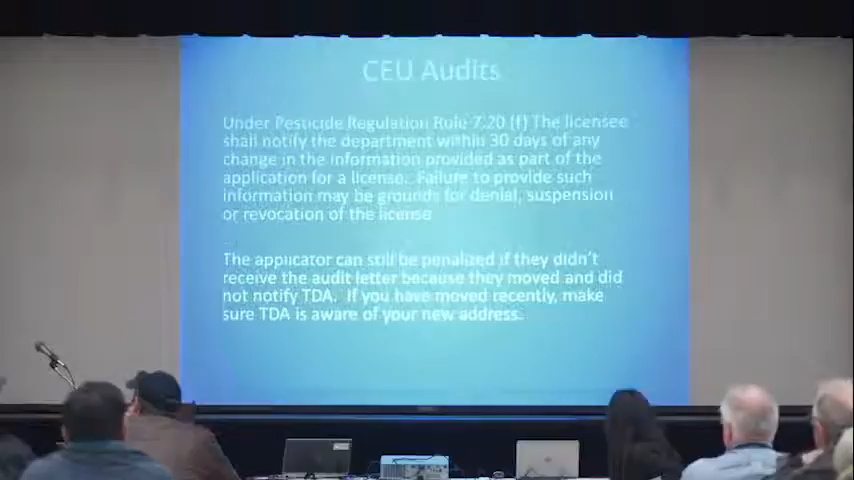 CEU Audits
Under Pesticide Regulation Rule 7.20 (f) The licensee
shall notify the department within 30 days of any
change in the information provided as part of the
application for a license. Failure to provide such
information may be grounds for denial, suspension
or revocation of the license
The applicator can still be penalized if they didn't
receive the audit letter because they moved and did
not notify TDA. If you have moved recently, make
sure TDA is aware of your new address.